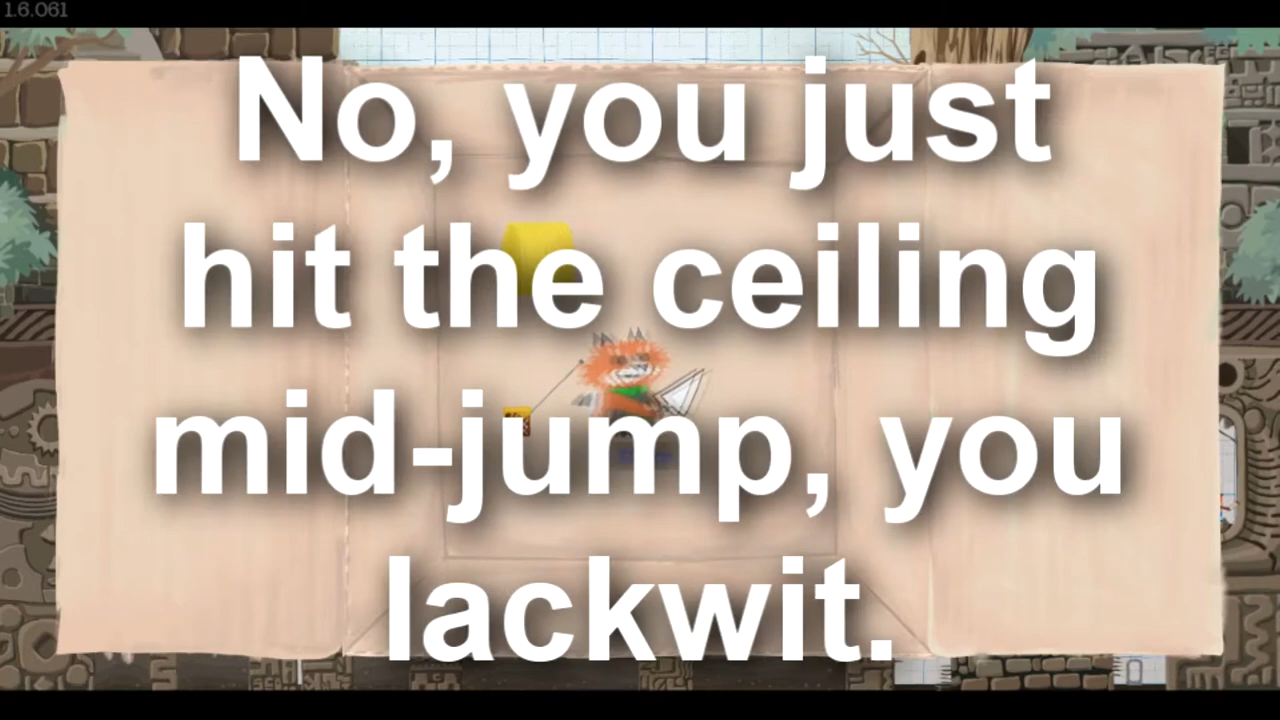 1.6.061
No, you just
hit the ceiling
mid-jump, you
lackwit.